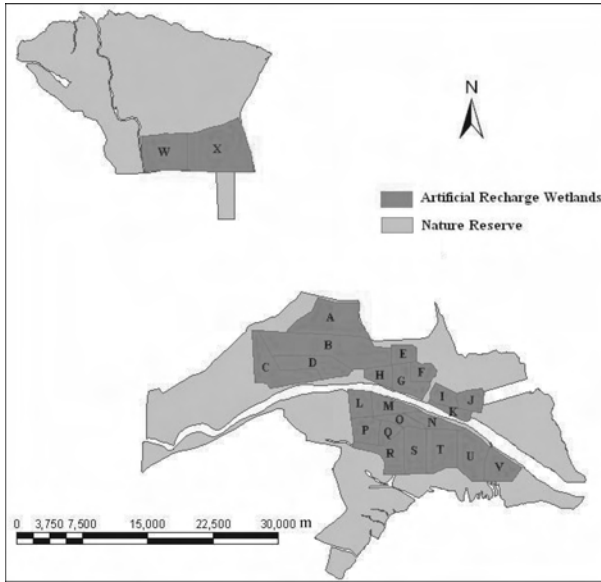 N
W X
Artificial Recharge Wetlands
Nature Reserve
A
B
E
C D H G F
I J
K
L M
O N
P Q
R S T U V
0 3,750 7,500 15,000 22,500 30,000 m